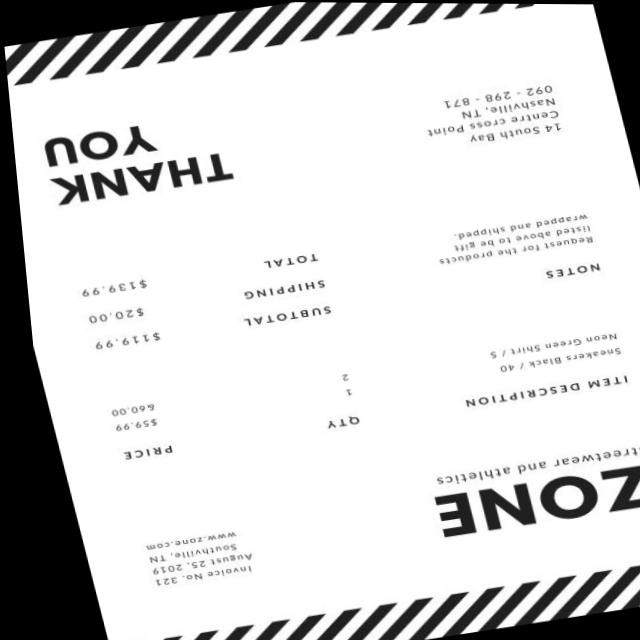 ZONE
treetwear and athletics
Invoice No. 321
August 25, 2019
Southville, TN
www.zone.com
ITEM DESCRIPTION QTY PRICE
Sneakers Black / 40 1 $59.99
Neon Green Shirt / S 2 &60.00
NOTES
Request for the products
listed above to be gift
wrapped and shipped.
SUBTOTAL $119.99
SHIPPING $20.00
TOTAL $139.99
14 South Bay
Centre cross Point
Nashville, TN
092 - 298 - 871
THANK
YOU